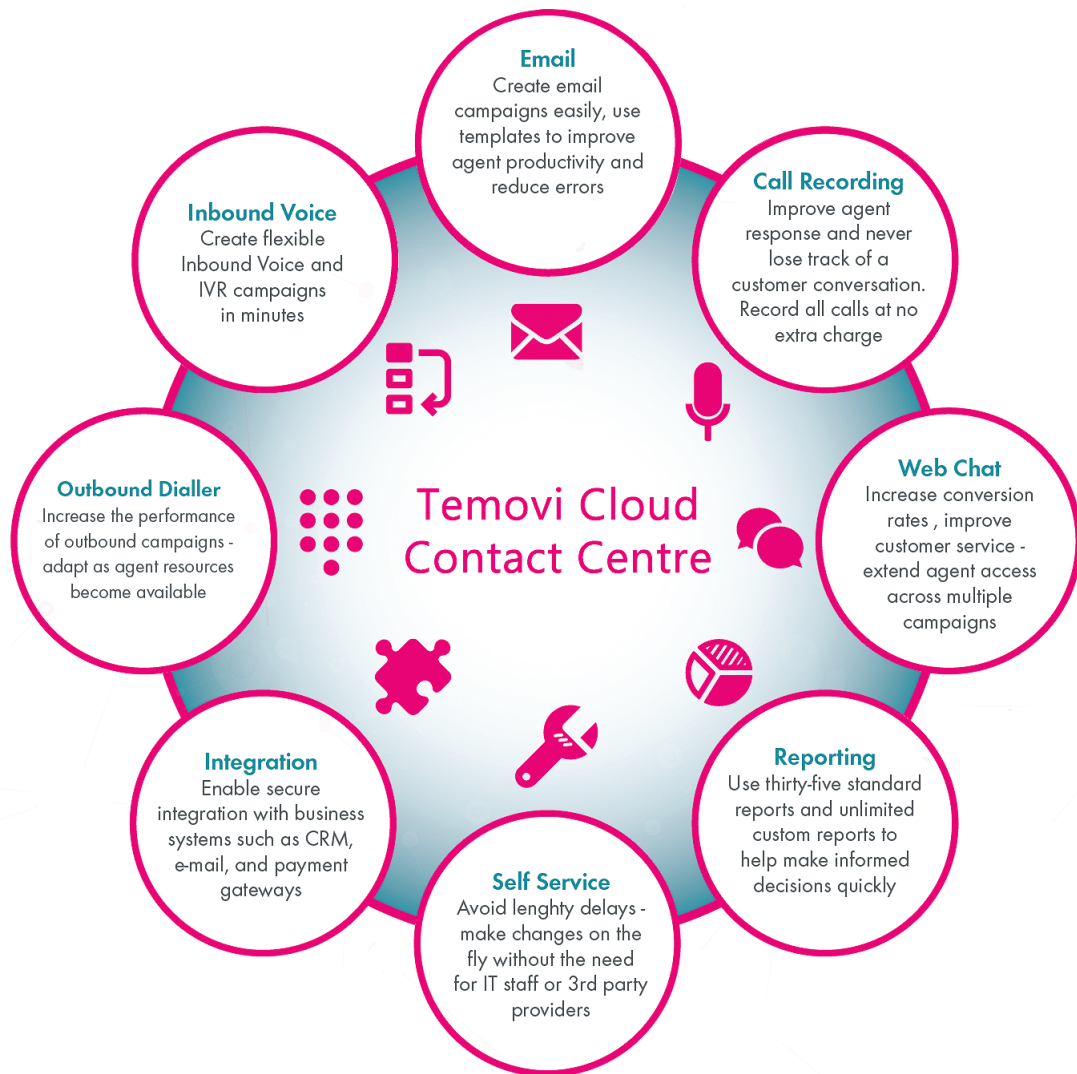 Email
Create email
campaigns easily, use
templates to improve
agent productivity and
reduce errors
Call Recording
Improve agent
response and never
lose track of a
customer conversation.
Record all calls at no
extra charge
Web Chat
Increase conversion
rates , improve
customer service -
extend agent access
across multiple
campaigns
Reporting
Use thirty-five standard
reports and unlimited
custom reports to
help make informed
decisions quickly
Self Service
Avoid lenghty delays -
make changes on the
fly without the need
for IT staff or 3rd party
providers
Integration
Enable secure
integration with business
systems such as CRM,
e-mail, and payment
gateways
Outbound Dialler
Increase the performance
of outbound campaigns -
adapt as agent resources
become available
Inbound Voice
Create flexible
Inbound Voice and
IVR campaigns
in minutes
Temovi Cloud
Contact Centre